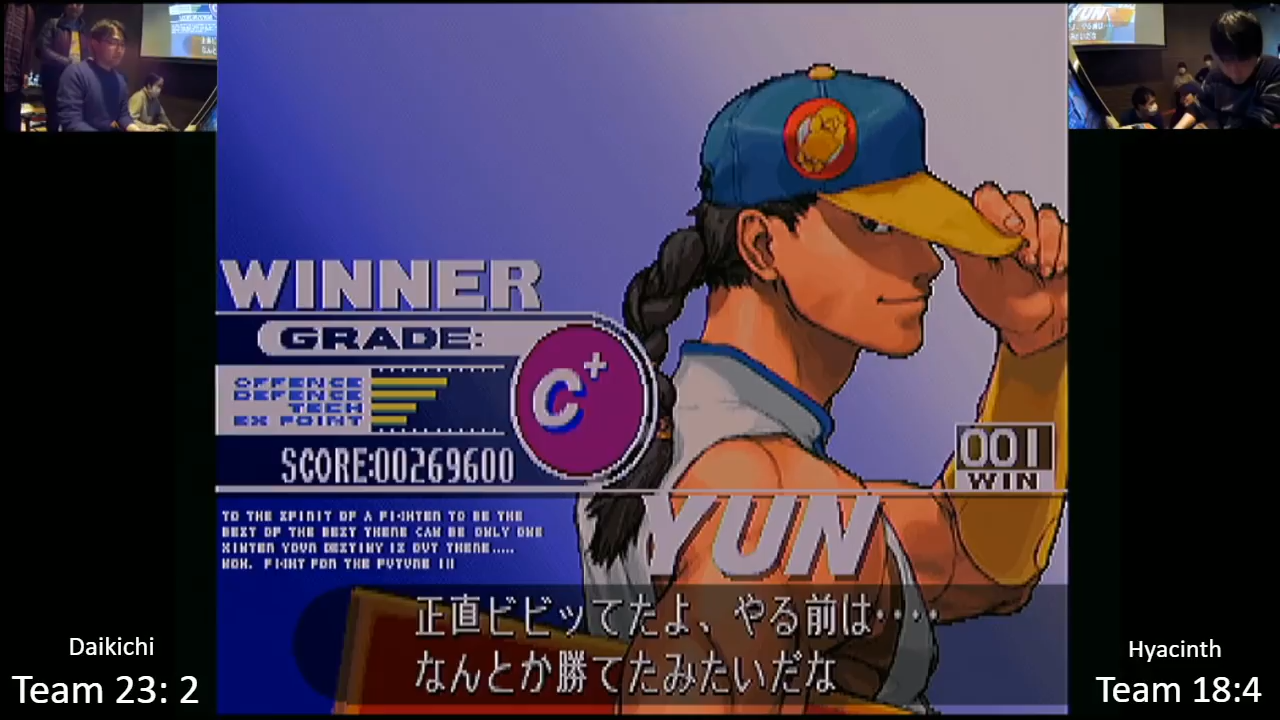 WINNER
GRADE:
C+
OFFENCE
DEFENCE
TECH
EX POINT
SCORE:00269600
001
WIN
YUN
TO THE SPIRIT OF A FIGHTER TO BE THE
BEST OF THE BEST THERE CAN BE ONLY ONE
SINTER YOUR DESTINY IS OUT THERE.....
NOW. FIGHT FOR THE FUTURE !!!
正直ビビッてたよ、やる前は‥‥
なんとか勝てたみたいだな
Daikichi
Team 23: 2
Hyacinth
Team 18:4